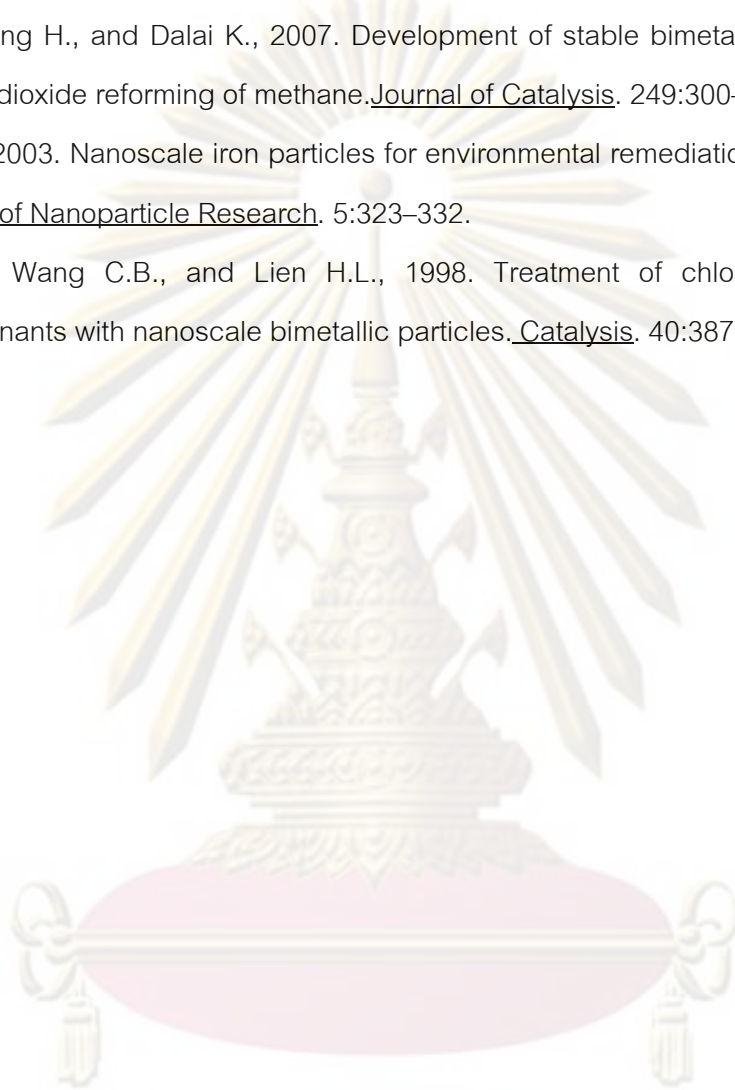 ng H., and Dalai K., 2007. Development of stable bimeta
dioxide reforming of methane.Journal of Catalysis. 249:300–
2003. Nanoscale iron particles for environmental remediatio
of Nanoparticle Research. 5:323–332.
Wang C.B., and Lien H.L., 1998. Treatment of chlo
nants with nanoscale bimetallic particles. Catalysis. 40:387